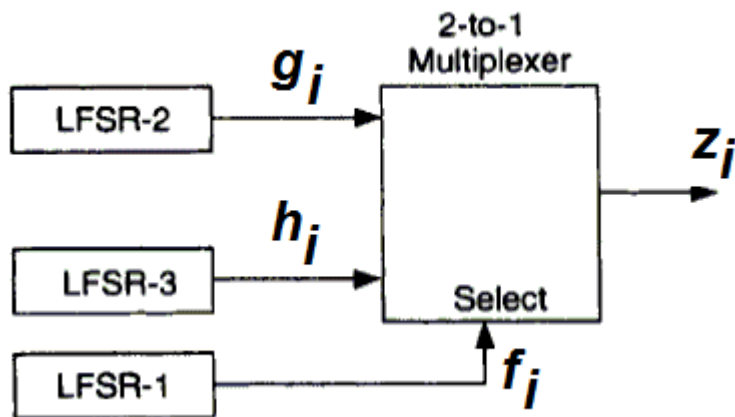 2-to-1
Multiplexer
LFSR-2
g_i
z_i
LFSR-3
h_i
Select
LFSR-1
f_i